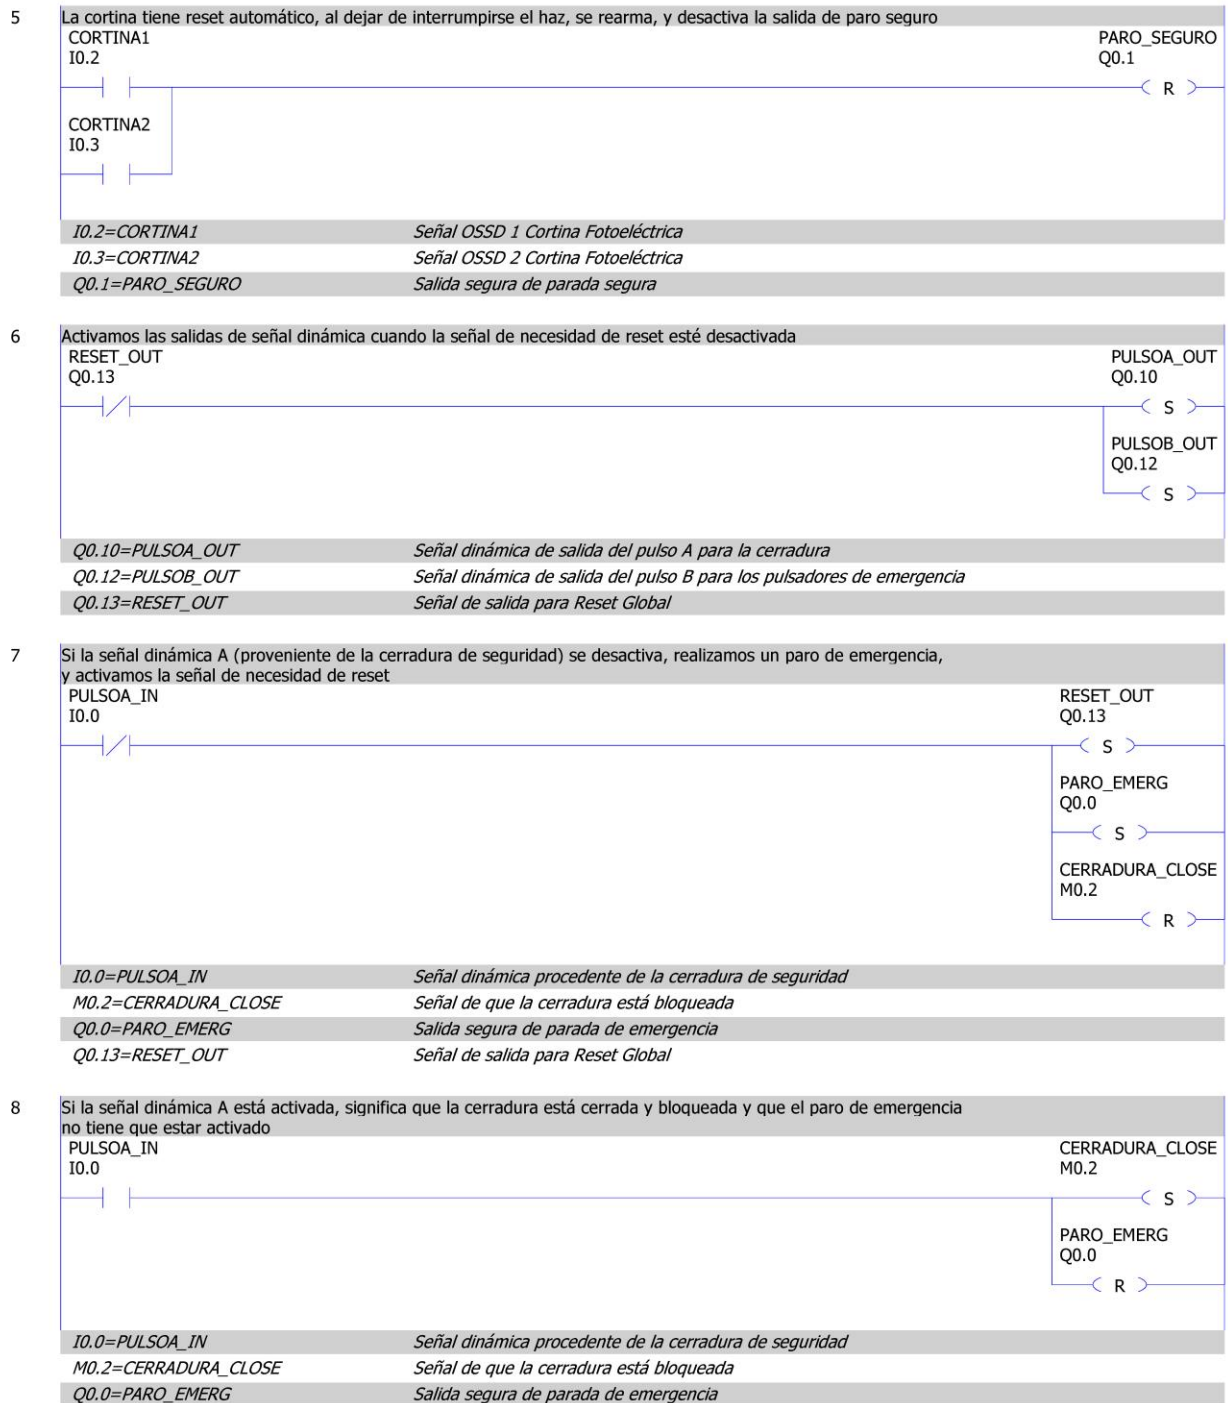 5 La cortina tiene reset automático, al dejar de interrumpirse el haz, se rearma, y desactiva la salida de paro seguro
CORTINA1 PARO_SEGURO
I0.2 Q0.1
R
CORTINA2
I0.3
I0.2=CORTINA1 Señal OSSD 1 Cortina Fotoeléctrica
I0.3=CORTINA2 Señal OSSD 2 Cortina Fotoeléctrica
Q0.1=PARO_SEGURO Salida segura de parada segura
6 Activamos las salidas de señal dinámica cuando la señal de necesidad de reset esté desactivada
RESET_OUT PULSOA_OUT
Q0.13 Q0.10
S
PULSOB_OUT
Q0.12
S
Q0.10=PULSOA_OUT Señal dinámica de salida del pulso A para la cerradura
Q0.12=PULSOB_OUT Señal dinámica de salida del pulso B para los pulsadores de emergencia
Q0.13=RESET_OUT Señal de salida para Reset Global
7 Si la señal dinámica A (proveniente de la cerradura de seguridad) se desactiva, realizamos un paro de emergencia,
y activamos la señal de necesidad de reset
PULSOA_IN RESET_OUT
I0.0 Q0.13
S
PARO_EMERG
Q0.0
S
CERRADURA_CLOSE
M0.2
R
I0.0=PULSOA_IN Señal dinámica procedente de la cerradura de seguridad
M0.2=CERRADURA_CLOSE Señal de que la cerradura está bloqueada
Q0.0=PARO_EMERG Salida segura de parada de emergencia
Q0.13=RESET_OUT Señal de salida para Reset Global
8 Si la señal dinámica A está activada, significa que la cerradura está cerrada y bloqueada y que el paro de emergencia
no tiene que estar activado
PULSOA_IN CERRADURA_CLOSE
I0.0 M0.2
S
PARO_EMERG
Q0.0
R
I0.0=PULSOA_IN Señal dinámica procedente de la cerradura de seguridad
M0.2=CERRADURA_CLOSE Señal de que la cerradura está bloqueada
Q0.0=PARO_EMERG Salida segura de parada de emergencia